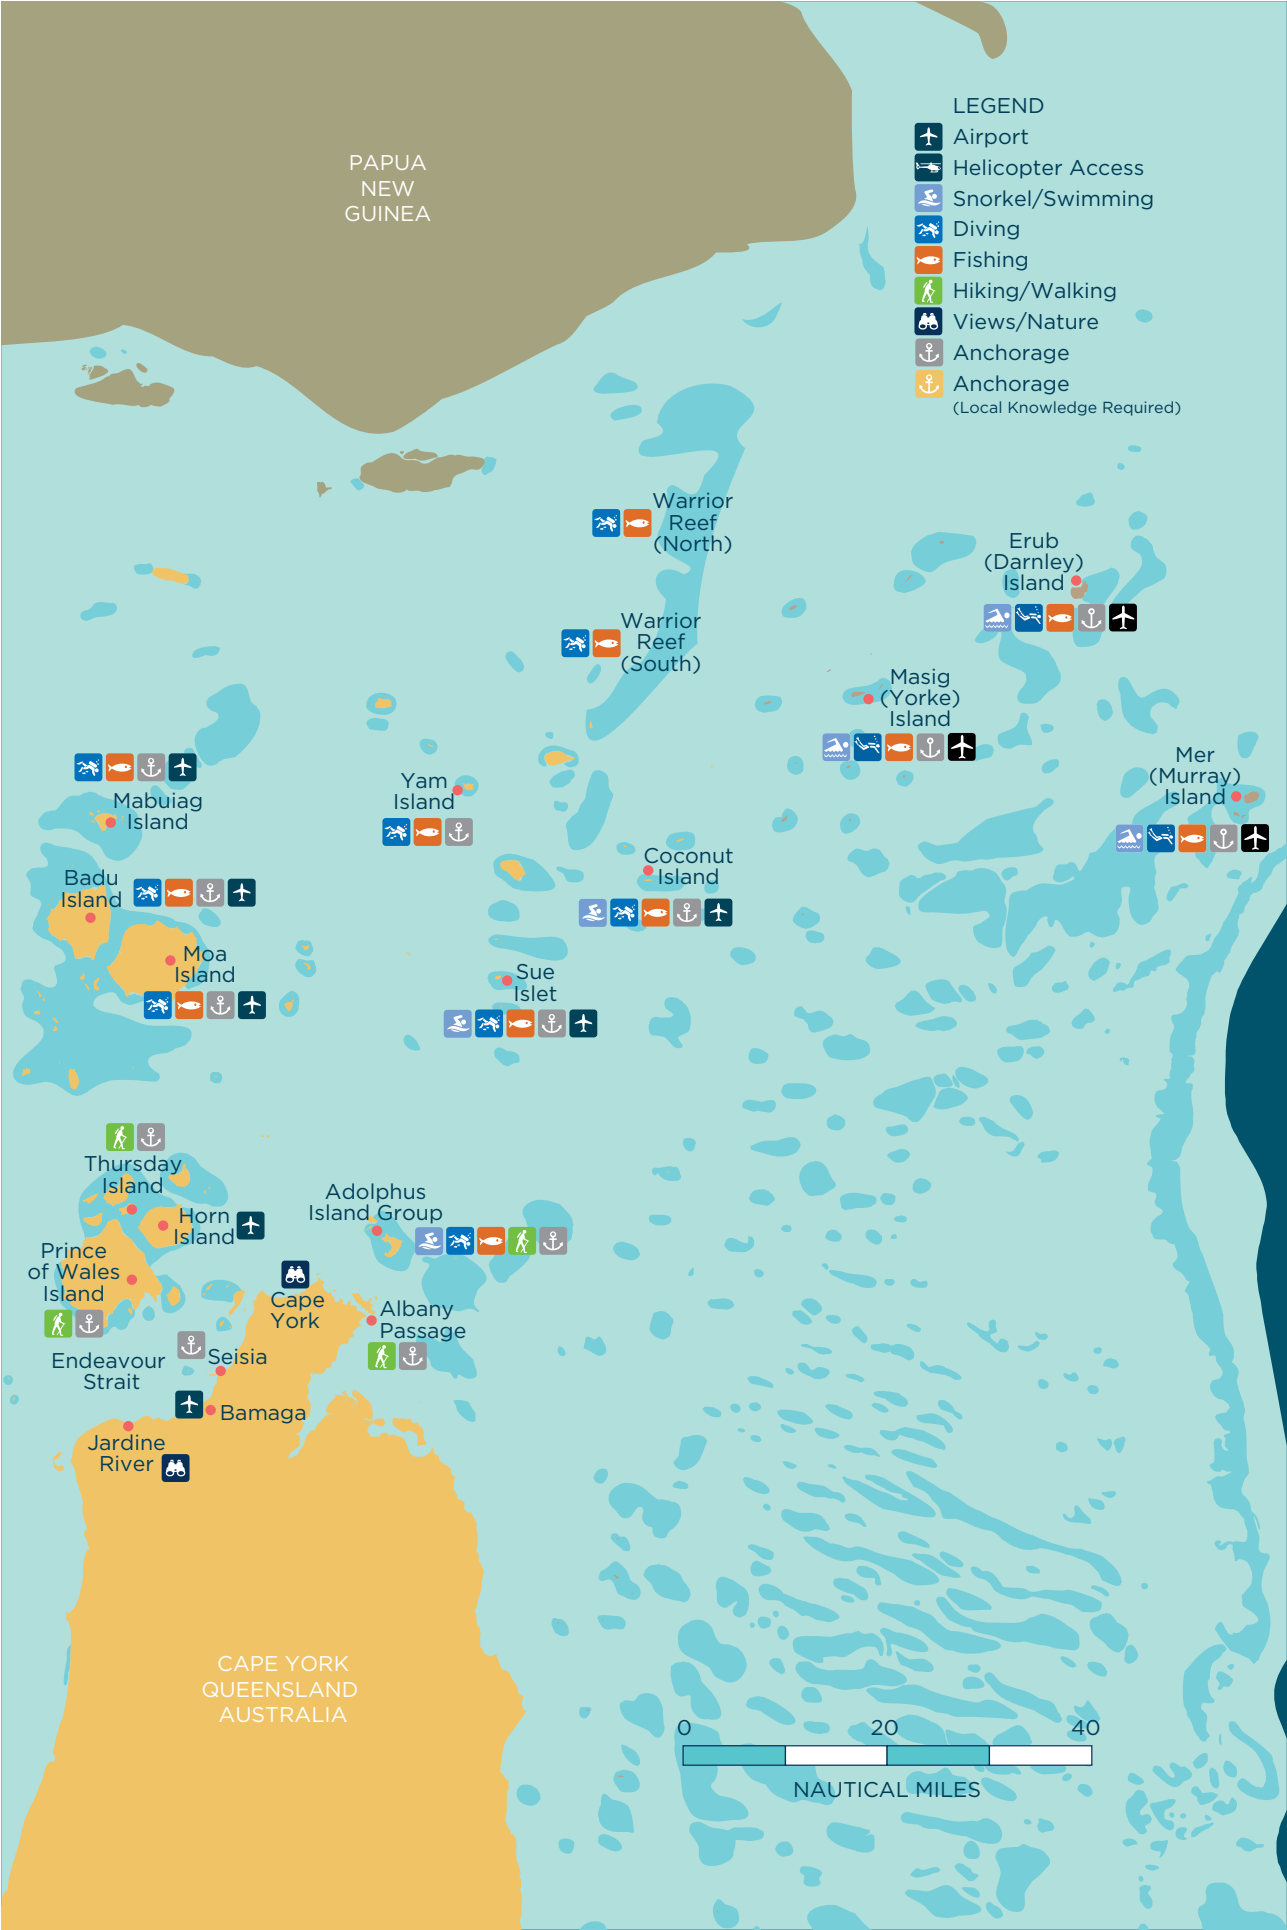 PAPUA
NEW
GUINEA
LEGEND
Airport
Helicopter Access
Snorkel/Swimming
Diving
Fishing
Hiking/Walking
Views/Nature
Anchorage
Anchorage
(Local Knowledge Required)
Warrior
Reef
(North)
Erub
(Darnley)
Island
Warrior
Reef
(South)
Masig
(Yorke)
Island
Mer
(Murray)
Island
Mabuiag
Island
Yam
Island
Coconut
Island
Badu
Island
Moa
Island
Sue
Islet
Thursday
Island
Horn
Island
Adolphus
Island Group
Prince
of Wales
Island
Cape
York
Albany
Passage
Endeavour
Strait
Seisia
Bamaga
Jardine
River
CAPE YORK
QUEENSLAND
AUSTRALIA
0 20 40
NAUTICAL MILES